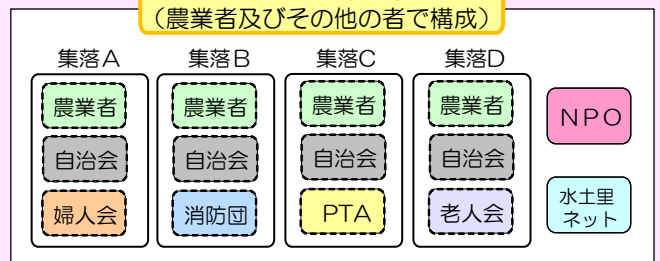 （農業者及びその他の者で構成）
集落A 集落B 集落C 集落D
農業者 農業者 農業者 農業者
NPO
自治会 自治会 自治会 自治会
婦人会 消防団 PTA 老人会
水土里
ネット